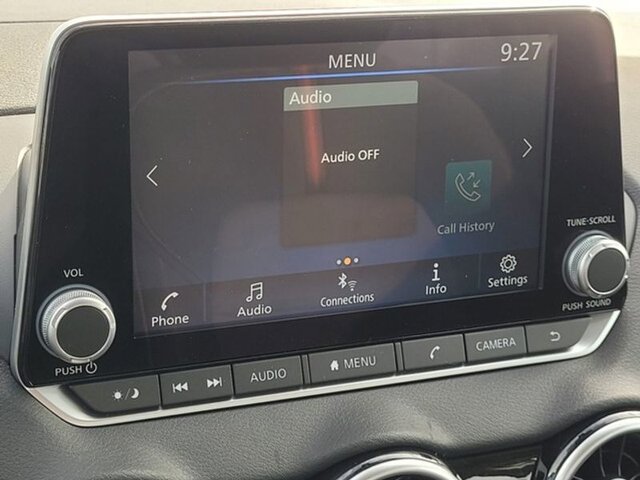 MENU 9:27
Audio
Audio OFF
Call History
Phone Audio Connections Info Settings
VOL
PUSH
TUNE·SCROLL
PUSH SOUND
AUDIO MENU CAMERA